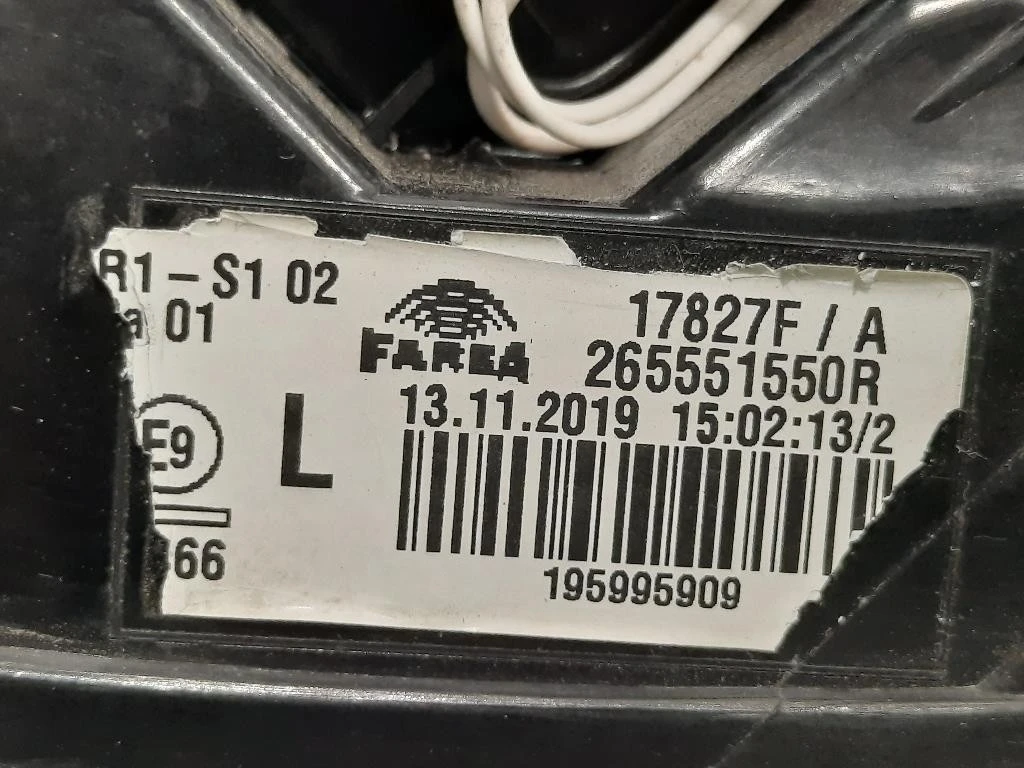 R1 - S1 02
a 01
FAREA
17827F / A
265551550R
13.11.2019 15:02:13/2
E9
L
66
195995909